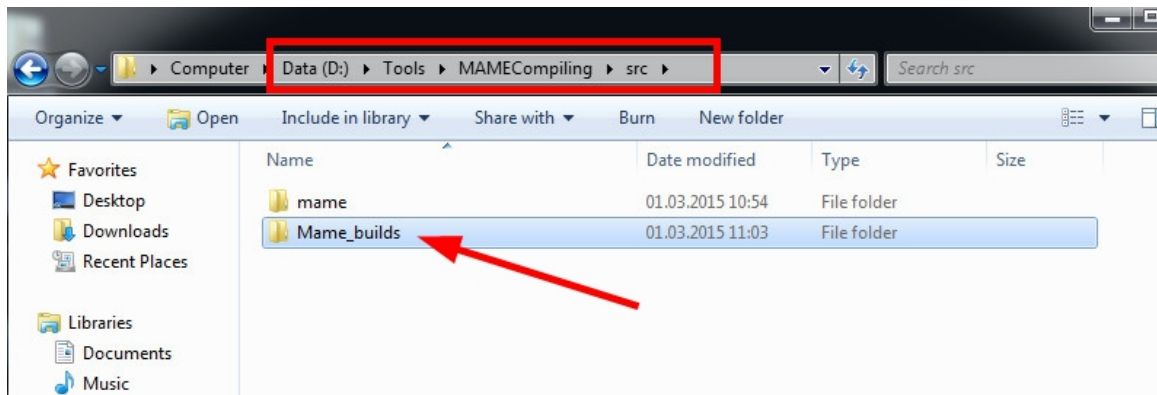 Computer Data (D:) Tools MAMECompiling src Search src
Organize Open Include in library Share with Burn New folder
Favorites
Desktop
Downloads
Recent Places
Libraries
Documents
Music
Name Date modified Type Size
mame 01.03.2015 10:54 File folder
Mame_builds 01.03.2015 11:03 File folder